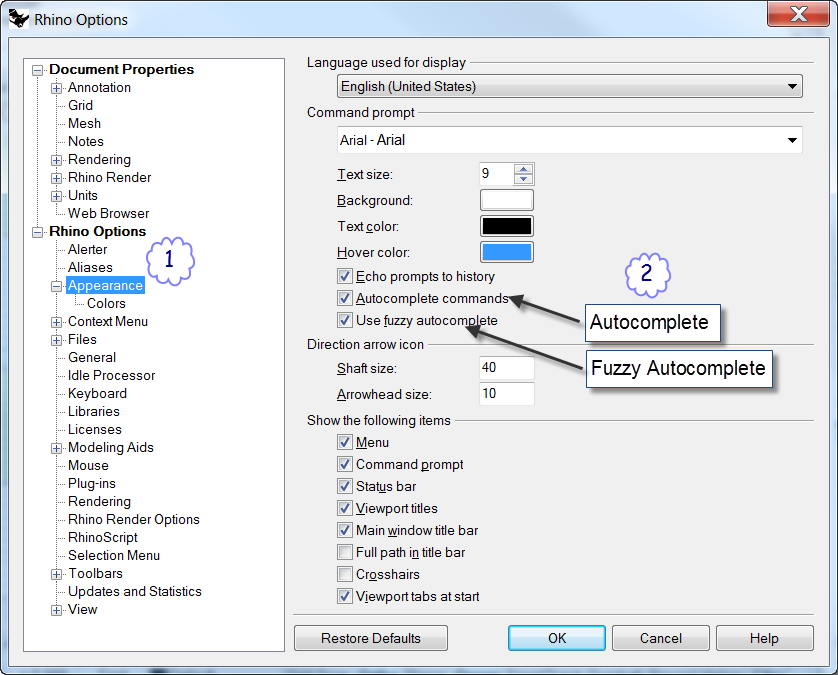 Rhino Options
Document Properties
Annotation
Grid
Mesh
Notes
Rendering
Rhino Render
Units
Web Browser
Rhino Options
Alerter
Aliases
Appearance
Colors
Context Menu
Files
General
Idle Processor
Keyboard
Libraries
Licenses
Modeling Aids
Mouse
Plug-ins
Rendering
Rhino Render Options
RhinoScript
Selection Menu
Toolbars
Updates and Statistics
View
1
Language used for display
English (United States)
Command prompt
Arial - Arial
Text size: 9
Background:
Text color:
Hover color:
Echo prompts to history
Autocomplete commands
Use fuzzy autocomplete
2
Autocomplete
Fuzzy Autocomplete
Direction arrow icon
Shaft size: 40
Arrowhead size: 10
Show the following items
Menu
Command prompt
Status bar
Viewport titles
Main window title bar
Full path in title bar
Crosshairs
Viewport tabs at start
Restore Defaults OK Cancel Help